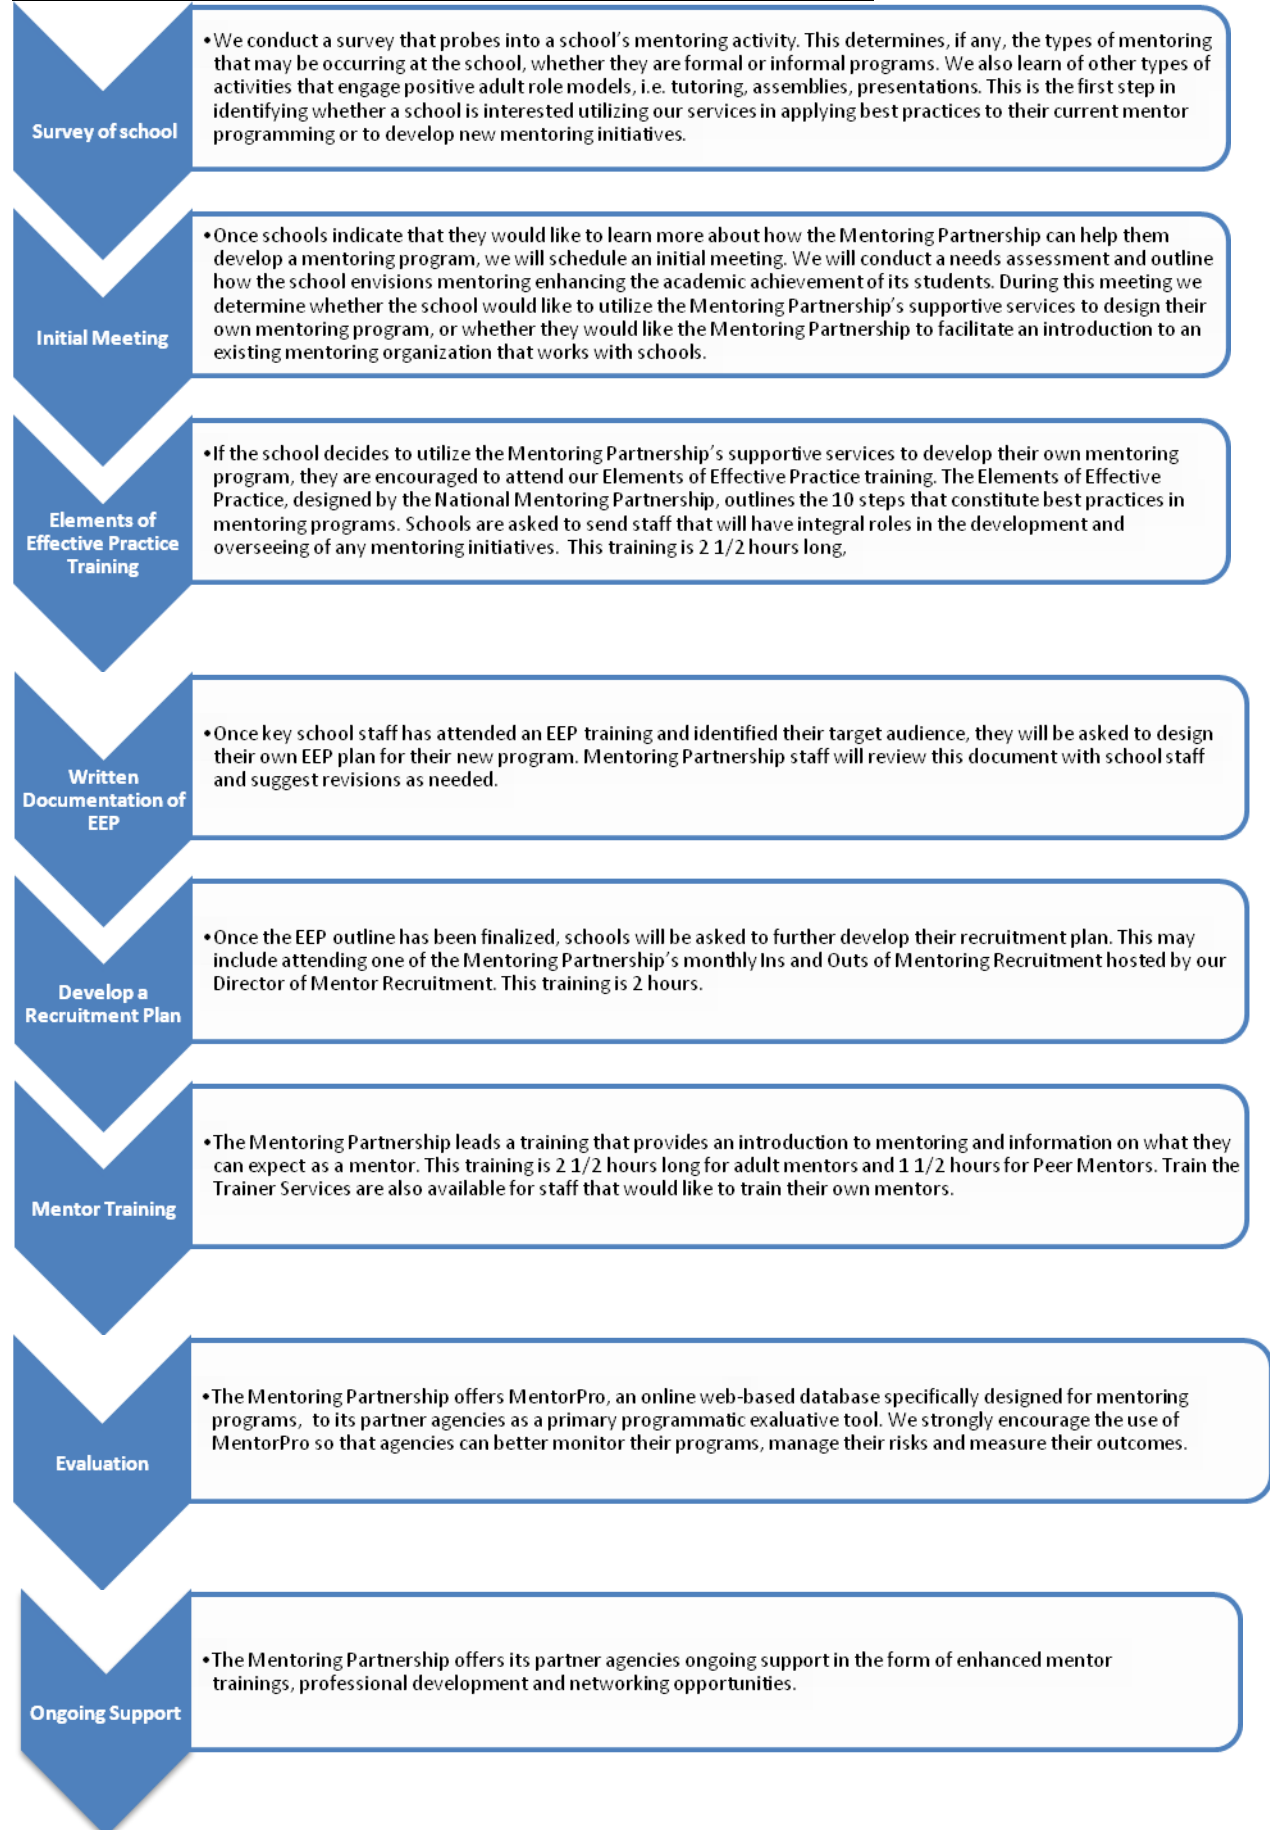 Survey of school
•We conduct a survey that probes into a school's mentoring activity. This determines, if any, the types of mentoring
that may be occurring at the school, whether they are formal or informal programs. We also learn of other types of
activities that engage positive adult role models, i.e. tutoring, assemblies, presentations. This is the first step in
identifying whether a school is interested utilizing our services in applying best practices to their current mentor
programming or to develop new mentoring initiatives.
Initial Meeting
•Once schools indicate that they would like to learn more about how the Mentoring Partnership can help them
develop a mentoring program, we will schedule an initial meeting. We will conduct a needs assessment and outline
how the school envisions mentoring enhancing the academic achievement of its students. During this meeting we
determine whether the school would like to utilize the Mentoring Partnership's supportive services to design their
own mentoring program, or whether they would like the Mentoring Partnership to facilitate an introduction to an
existing mentoring organization that works with schools.
Elements of
Effective Practice
Training
•If the school decides to utilize the Mentoring Partnership's supportive services to develop their own mentoring
program, they are encouraged to attend our Elements of Effective Practice training. The Elements of Effective
Practice, designed by the National Mentoring Partnership, outlines the 10 steps that constitute best practices in
mentoring programs. Schools are asked to send staff that will have integral roles in the development and
overseeing of any mentoring initiatives.  This training is 2 1/2 hours long,
Written
Documentation of
EEP
•Once key school staff has attended an EEP training and identified their target audience, they will be asked to design
their own EEP plan for their new program. Mentoring Partnership staff will review this document with school staff
and suggest revisions as needed.
Develop a
Recruitment Plan
•Once the EEP outline has been finalized, schools will be asked to further develop their recruitment plan. This may
include attending one of the Mentoring Partnership's monthly Ins and Outs of Mentoring Recruitment hosted by our
Director of Mentor Recruitment. This training is 2 hours.
Mentor Training
•The Mentoring Partnership leads a training that provides an introduction to mentoring and information on what they
can expect as a mentor. This training is 2 1/2 hours long for adult mentors and 1 1/2 hours for Peer Mentors. Train the
Trainer Services are also available for staff that would like to train their own mentors.
Evaluation
•The Mentoring Partnership offers MentorPro, an online web-based database specifically designed for mentoring
programs,  to its partner agencies as a primary programmatic exaluative tool. We strongly encourage the use of
MentorPro so that agencies can better monitor their programs, manage their risks and measure their outcomes.
Ongoing Support
•The Mentoring Partnership offers its partner agencies ongoing support in the form of enhanced mentor
trainings, professional development and networking opportunities.